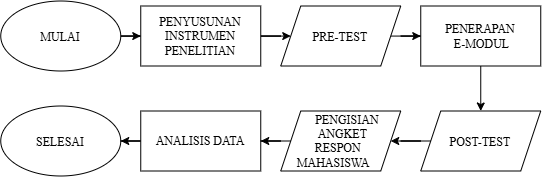 MULAI
PENYUSUNAN
INSTRUMEN
PENELITIAN
PRE-TEST
PENERAPAN
E-MODUL
POST-TEST
PENGISIAN
ANGKET
RESPON
MAHASISWA
ANALISIS DATA
SELESAI